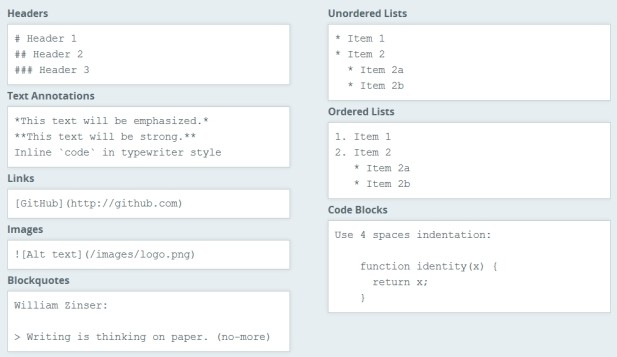 Headers
# Header 1
## Header 2
### Header 3
Text Annotations
*This text will be emphasized.*
**This text will be strong.**
Inline `code` in typewriter style
Links
[GitHub](http://github.com)
Images
![Alt text](/images/logo.png)
Blockquotes
William Zinser:

> Writing is thinking on paper. (no-more)
Unordered Lists
* Item 1
* Item 2
  * Item 2a
  * Item 2b
Ordered Lists
1. Item 1
2. Item 2
   * Item 2a
   * Item 2b
Code Blocks
Use 4 spaces indentation:

    function identity(x) {
      return x;
    }